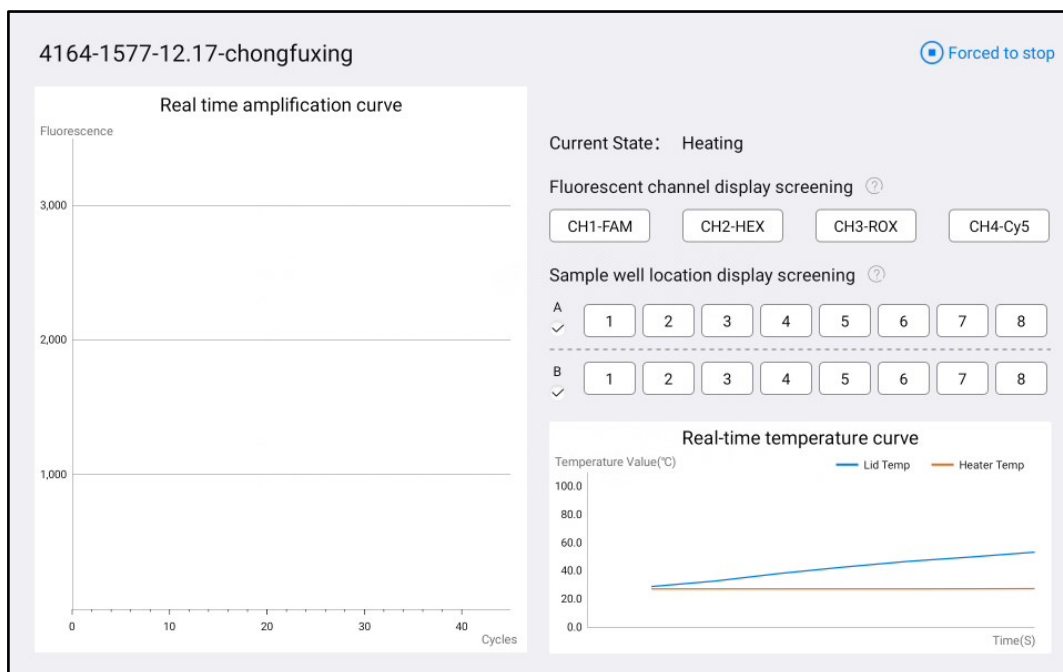 4164-1577-12.17-chongfuxing
Forced to stop
Real time amplification curve
Fluorescence
3,000
2,000
1,000
0 10 20 30 40
Cycles
Current State： Heating
Fluorescent channel display screening ?
CH1-FAM CH2-HEX CH3-ROX CH4-Cy5
Sample well location display screening ?
A
1 2 3 4 5 6 7 8
B
1 2 3 4 5 6 7 8
Real-time temperature curve
Temperature Value(℃) Lid Temp Heater Temp
100.0
80.0
60.0
40.0
20.0
0.0
Time(S)